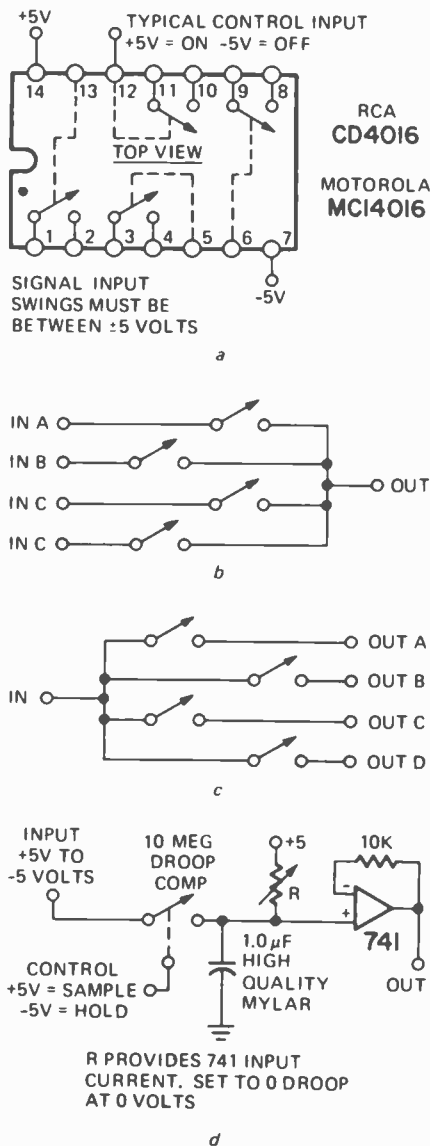 +5V
TYPICAL CONTROL INPUT
+5V = ON -5V = OFF
14 13 12 11 10 9 8
TOP VIEW
1 2 3 4 5 6 7
RCA
CD4016
MOTOROLA
MC14016
-5V
SIGNAL INPUT
SWINGS MUST BE
BETWEEN ±5 VOLTS
a
IN A
IN B
IN C
IN C
OUT
b
IN
OUT A
OUT B
OUT C
OUT D
c
INPUT
+5V TO
-5 VOLTS
10 MEG
DROOP
COMP
+5
R
10K
-
+
741
OUT
1.0 µF
HIGH
QUALITY
MYLAR
CONTROL
+5V = SAMPLE
-5V = HOLD
R PROVIDES 741 INPUT
CURRENT. SET TO 0 DROOP
AT 0 VOLTS
d